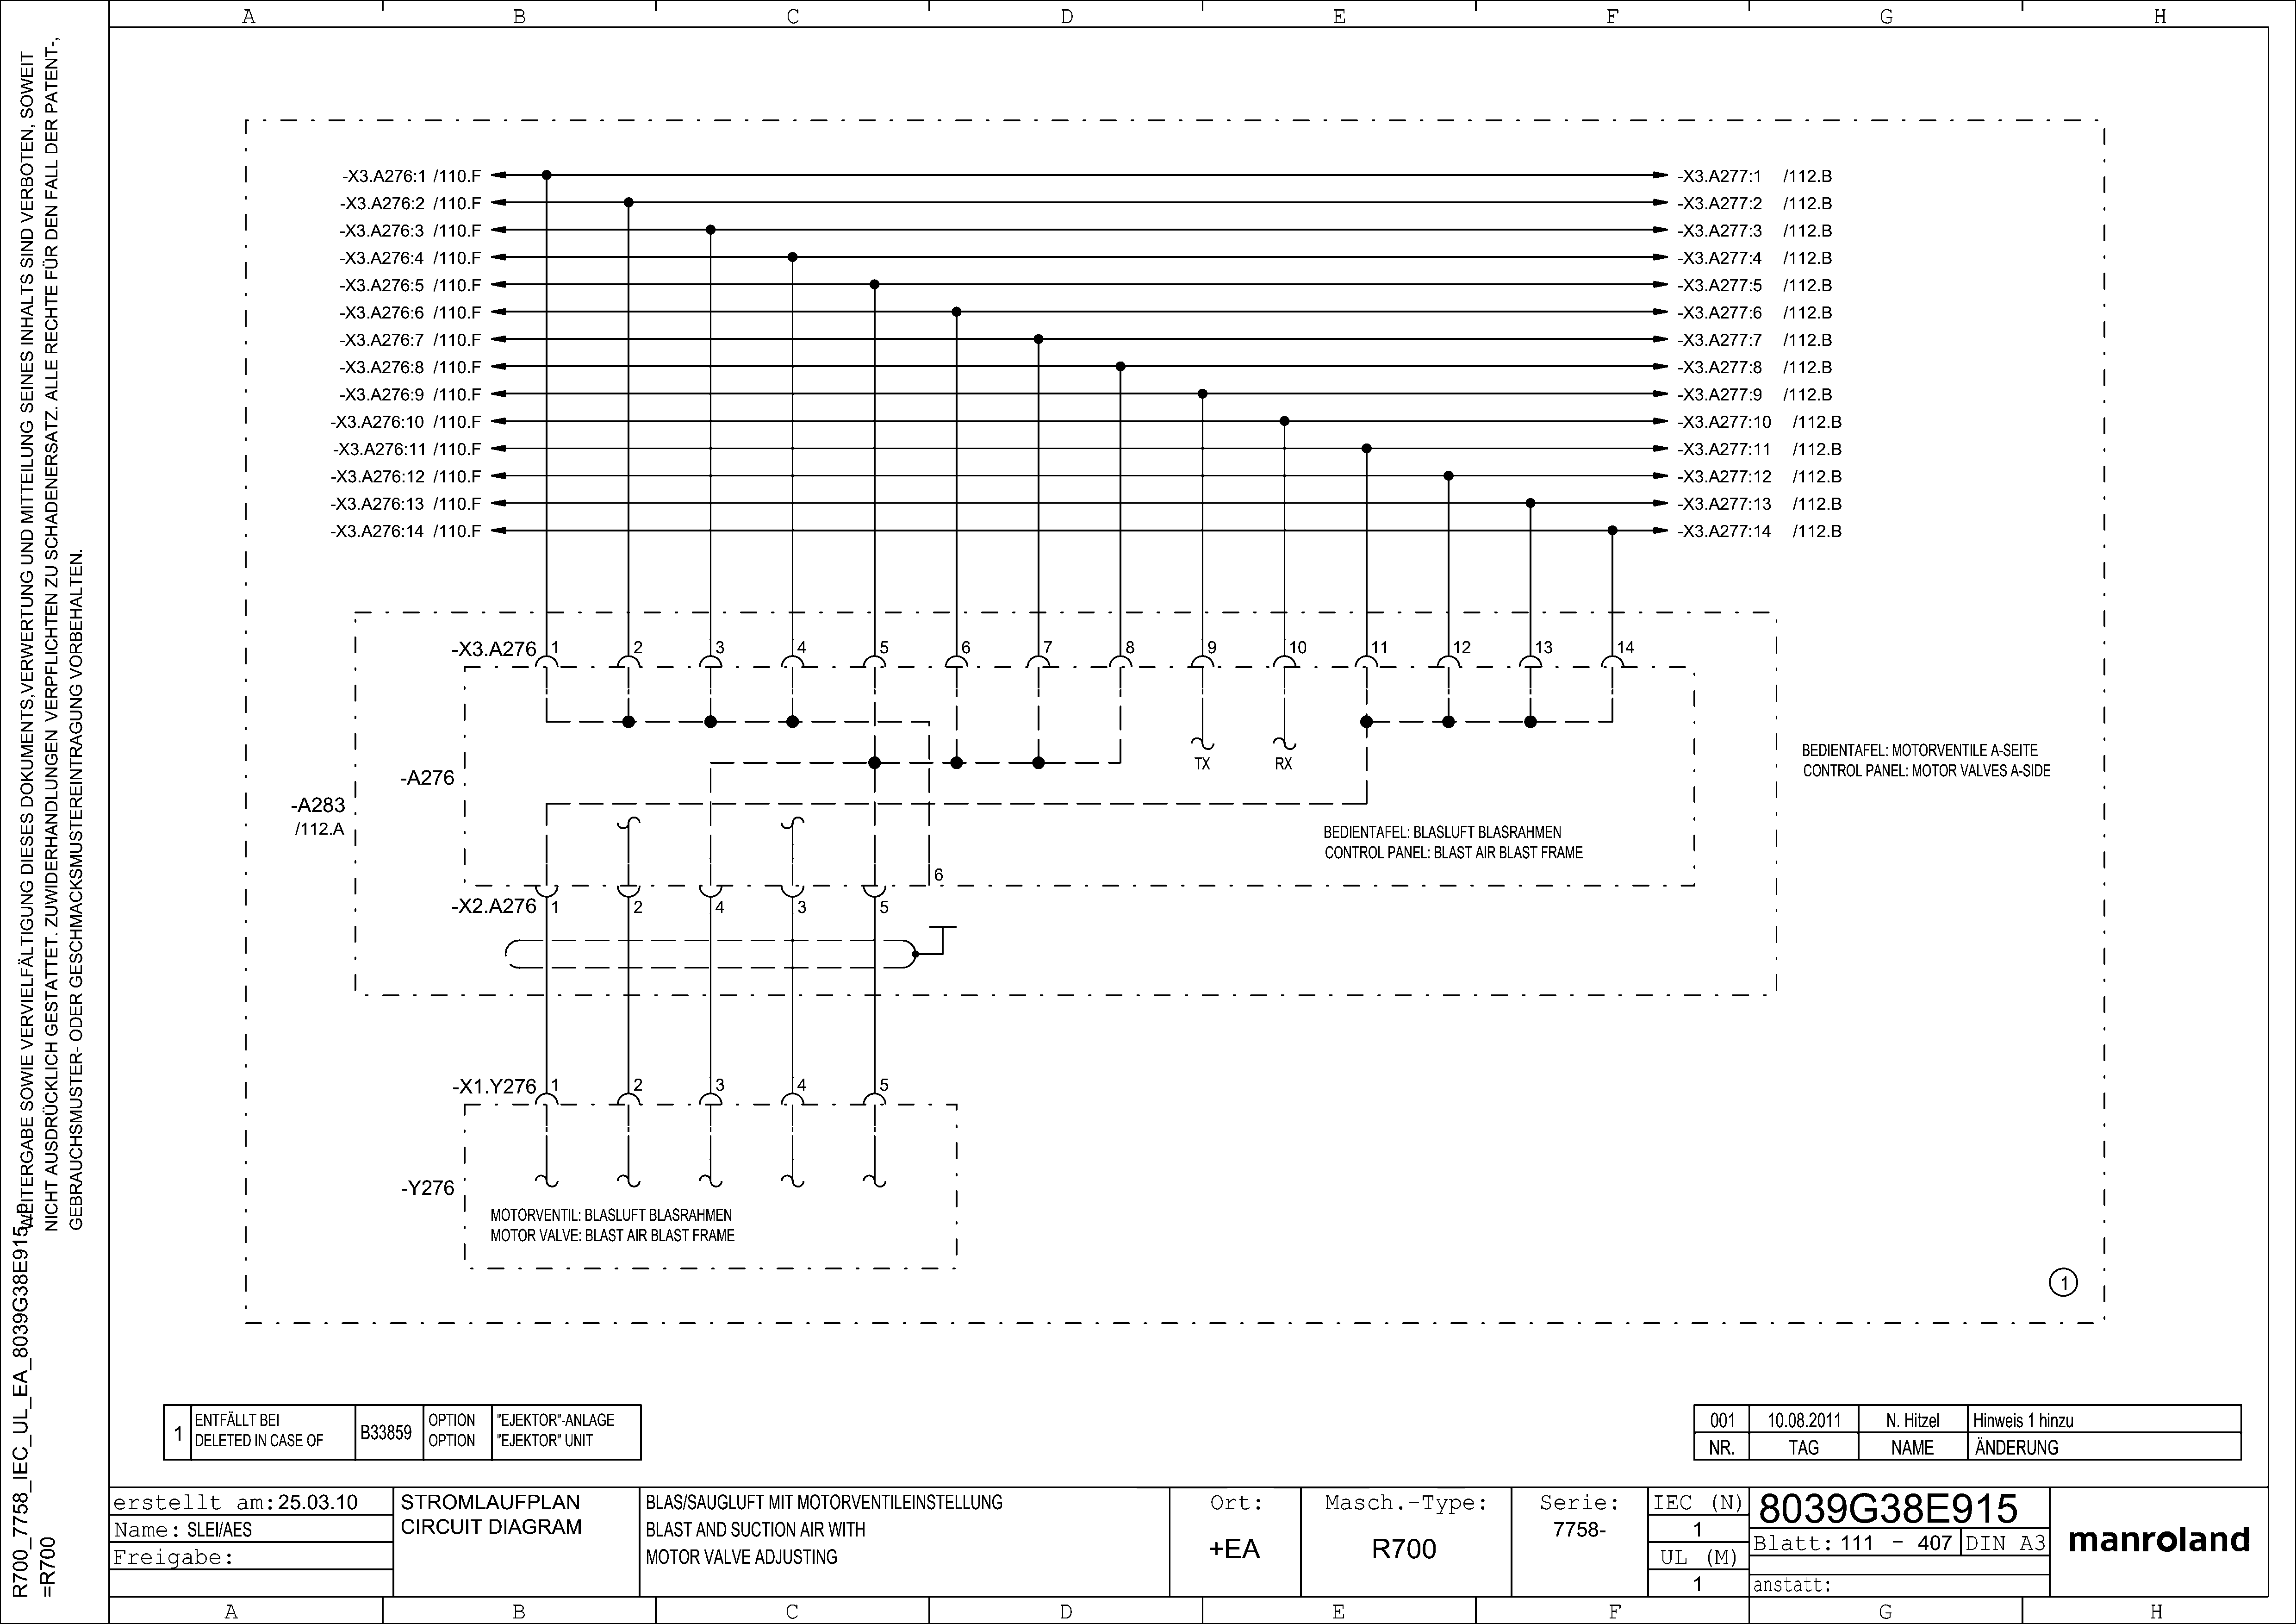 A B C D E F G H
WEITERGABE SOWIE VERVIELFÄLTIGUNG DIESES DOKUMENTS,VERWERTUNG UND MITTEILUNG SEINES INHALTS SIND VERBOTEN, SOWEIT
NICHT AUSDRÜCKLICH GESTATTET. ZUWIDERHANDLUNGEN VERPFLICHTEN ZU SCHADENERSATZ. ALLE RECHTE FÜR DEN FALL DER PATENT-,
GEBRAUCHSMUSTER- ODER GESCHMACKSMUSTEREINTRAGUNG VORBEHALTEN.
-X3.A276:1 /110.F -X3.A277:1 /112.B
-X3.A276:2 /110.F -X3.A277:2 /112.B
-X3.A276:3 /110.F -X3.A277:3 /112.B
-X3.A276:4 /110.F -X3.A277:4 /112.B
-X3.A276:5 /110.F -X3.A277:5 /112.B
-X3.A276:6 /110.F -X3.A277:6 /112.B
-X3.A276:7 /110.F -X3.A277:7 /112.B
-X3.A276:8 /110.F -X3.A277:8 /112.B
-X3.A276:9 /110.F -X3.A277:9 /112.B
-X3.A276:10 /110.F -X3.A277:10 /112.B
-X3.A276:11 /110.F -X3.A277:11 /112.B
-X3.A276:12 /110.F -X3.A277:12 /112.B
-X3.A276:13 /110.F -X3.A277:13 /112.B
-X3.A276:14 /110.F -X3.A277:14 /112.B
-X3.A276 1 2 3 4 5 6 7 8 9 10 11 12 13 14
TX RX
BEDIENTAFEL: MOTORVENTILE A-SEITE
CONTROL PANEL: MOTOR VALVES A-SIDE
-A276
-A283
/112.A
BEDIENTAFEL: BLASLUFT BLASRAHMEN
CONTROL PANEL: BLAST AIR BLAST FRAME
6
-X2.A276 1 2 4 3 5
-X1.Y276 1 2 3 4 5
-Y276
MOTORVENTIL: BLASLUFT BLASRAHMEN
MOTOR VALVE: BLAST AIR BLAST FRAME
1
1 ENTFÄLLT BEI B33859 OPTION "EJEKTOR"-ANLAGE
DELETED IN CASE OF OPTION "EJEKTOR" UNIT
001 10.08.2011 N. Hitzel Hinweis 1 hinzu
NR. TAG NAME ÄNDERUNG
erstellt am: 25.03.10
Name: SLEI/AES
Freigabe:
STROMLAUFPLAN
CIRCUIT DIAGRAM
BLAS/SAUGLUFT MIT MOTORVENTILEINSTELLUNG
BLAST AND SUCTION AIR WITH
MOTOR VALVE ADJUSTING
Ort:
+EA
Masch.-Type:
R700
Serie:
7758-
IEC (N)
1
UL (M)
1
8039G38E915
Blatt: 111 - 407 DIN A3
anstatt:
manroland
=R700
A B C D E F G H